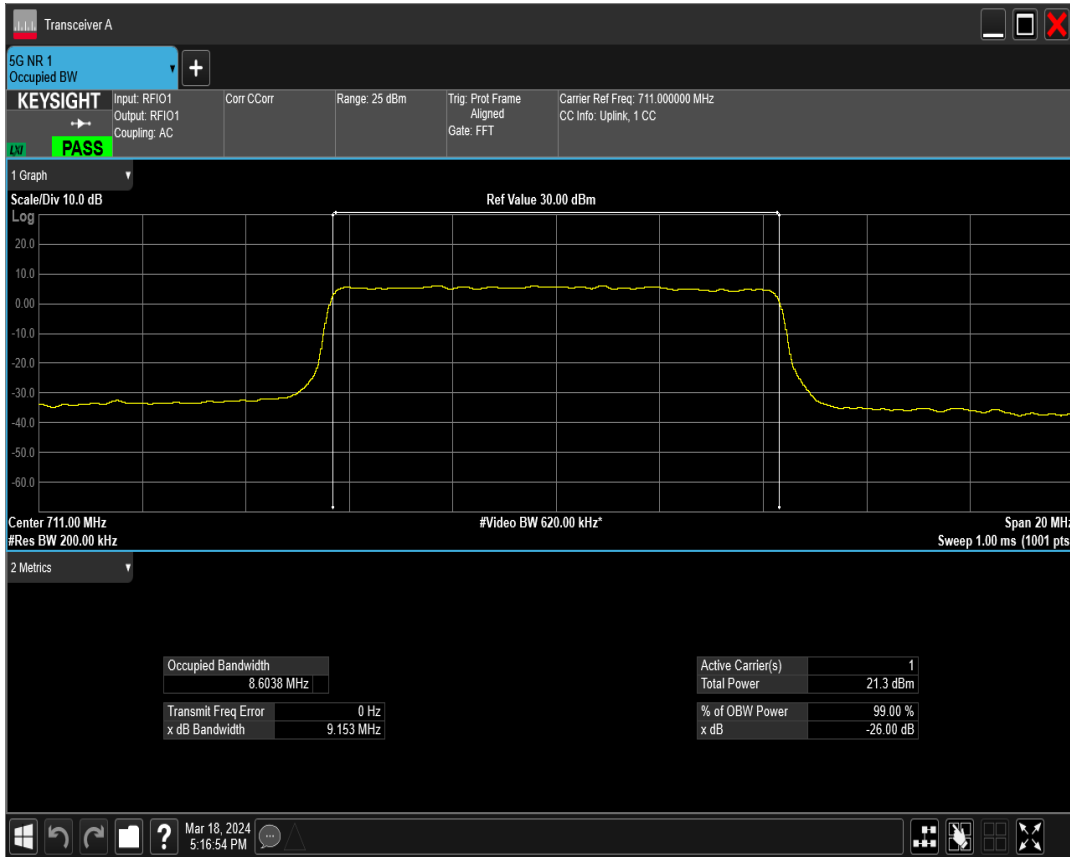 Transceiver A
5G NR 1
Occupied BW
KEYSIGHT
Input: RFIO1
Output: RFIO1
Coupling: AC
Corr CCorr
Range: 25 dBm
Trig: Prot Frame
Aligned
Gate: FFT
Carrier Ref Freq: 711.000000 MHz
CC Info: Uplink, 1 CC
LXI
PASS
1 Graph
Scale/Div 10.0 dB
Ref Value 30.00 dBm
Log
20.0
10.0
0.00
-10.0
-20.0
-30.0
-40.0
-50.0
-60.0
Center 711.00 MHz
#Video BW 620.00 kHz*
Span 20 MHz
#Res BW 200.00 kHz
Sweep 1.00 ms (1001 pts
2 Metrics
Occupied Bandwidth
8.6038 MHz
Transmit Freq Error 0 Hz
x dB Bandwidth 9.153 MHz
Active Carrier(s) 1
Total Power 21.3 dBm
% of OBW Power 99.00 %
x dB -26.00 dB
?
Mar 18, 2024
5:16:54 PM